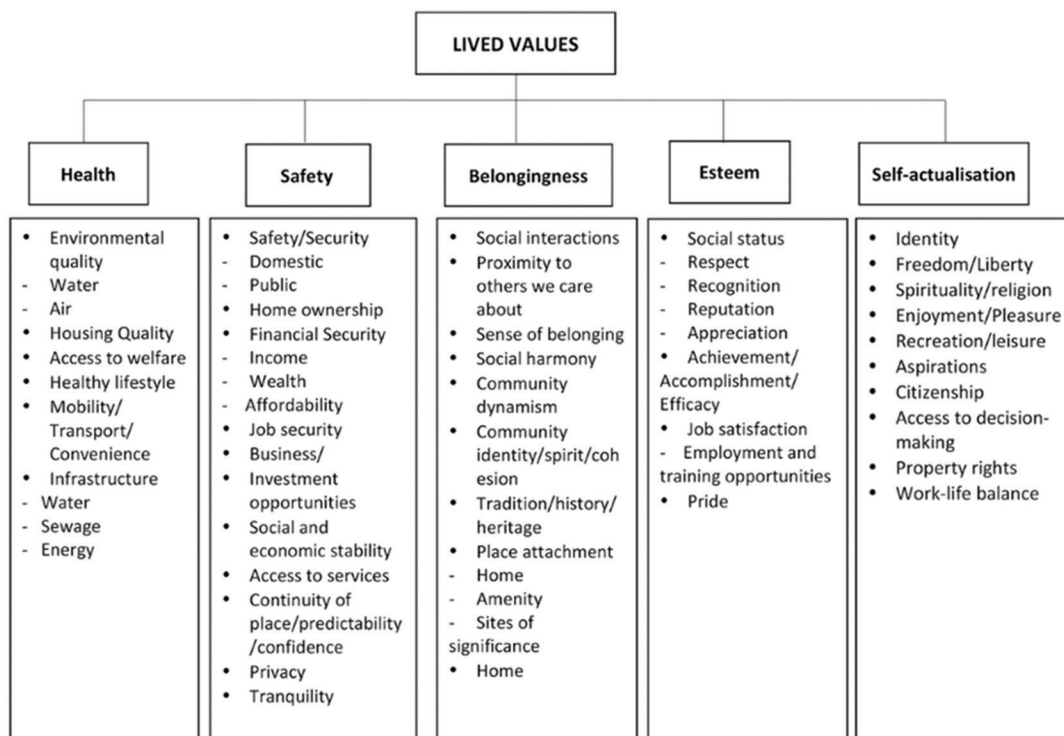 LIVED VALUES
Health
• Environmental
quality
- Water
- Air
• Housing Quality
• Access to welfare
• Healthy lifestyle
• Mobility/
Transport/
Convenience
• Infrastructure
- Water
- Sewage
- Energy
Safety
• Safety/Security
- Domestic
- Public
• Home ownership
• Financial Security
- Income
- Wealth
- Affordability
• Job security
• Business/
• Investment
opportunities
• Social and
economic stability
• Access to services
• Continuity of
place/predictability
/confidence
• Privacy
• Tranquility
Belongingness
• Social interactions
• Proximity to
others we care
about
• Sense of belonging
• Social harmony
• Community
dynamism
• Community
identity/spirit/coh
esion
• Tradition/history/
heritage
• Place attachment
- Home
- Amenity
- Sites of
significance
• Home
Esteem
• Social status
- Respect
- Recognition
- Reputation
- Appreciation
• Achievement/
Accomplishment/
Efficacy
• Job satisfaction
- Employment and
training opportunities
• Pride
Self-actualisation
• Identity
• Freedom/Liberty
• Spirituality/religion
• Enjoyment/Pleasure
• Recreation/leisure
• Aspirations
• Citizenship
• Access to decision-
making
• Property rights
• Work-life balance